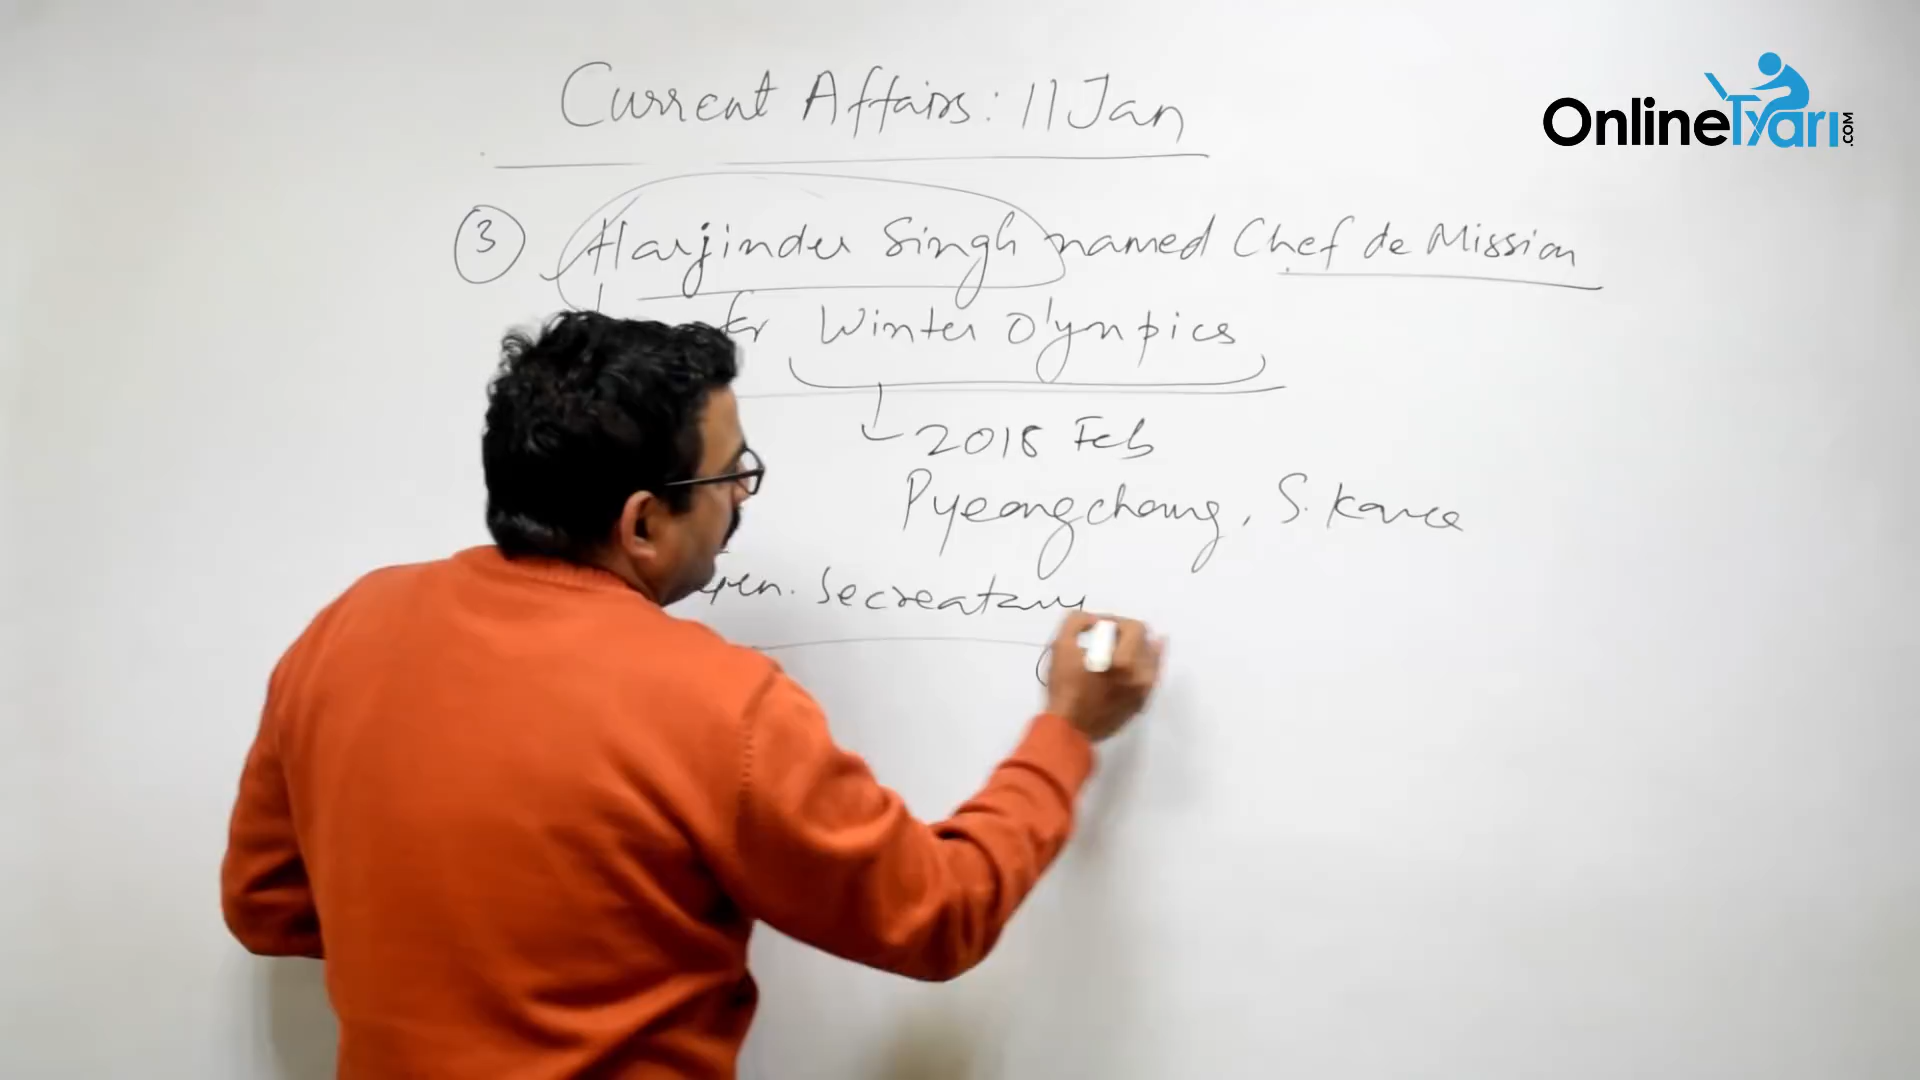 Current Affairs: 11 Jan
OnlineTyari.COM
3 Harjinder Singh named Chef de Mission
for Winter Olympics
2018 Feb
Pyeongchang, S. Korea
Gen. Secreatary